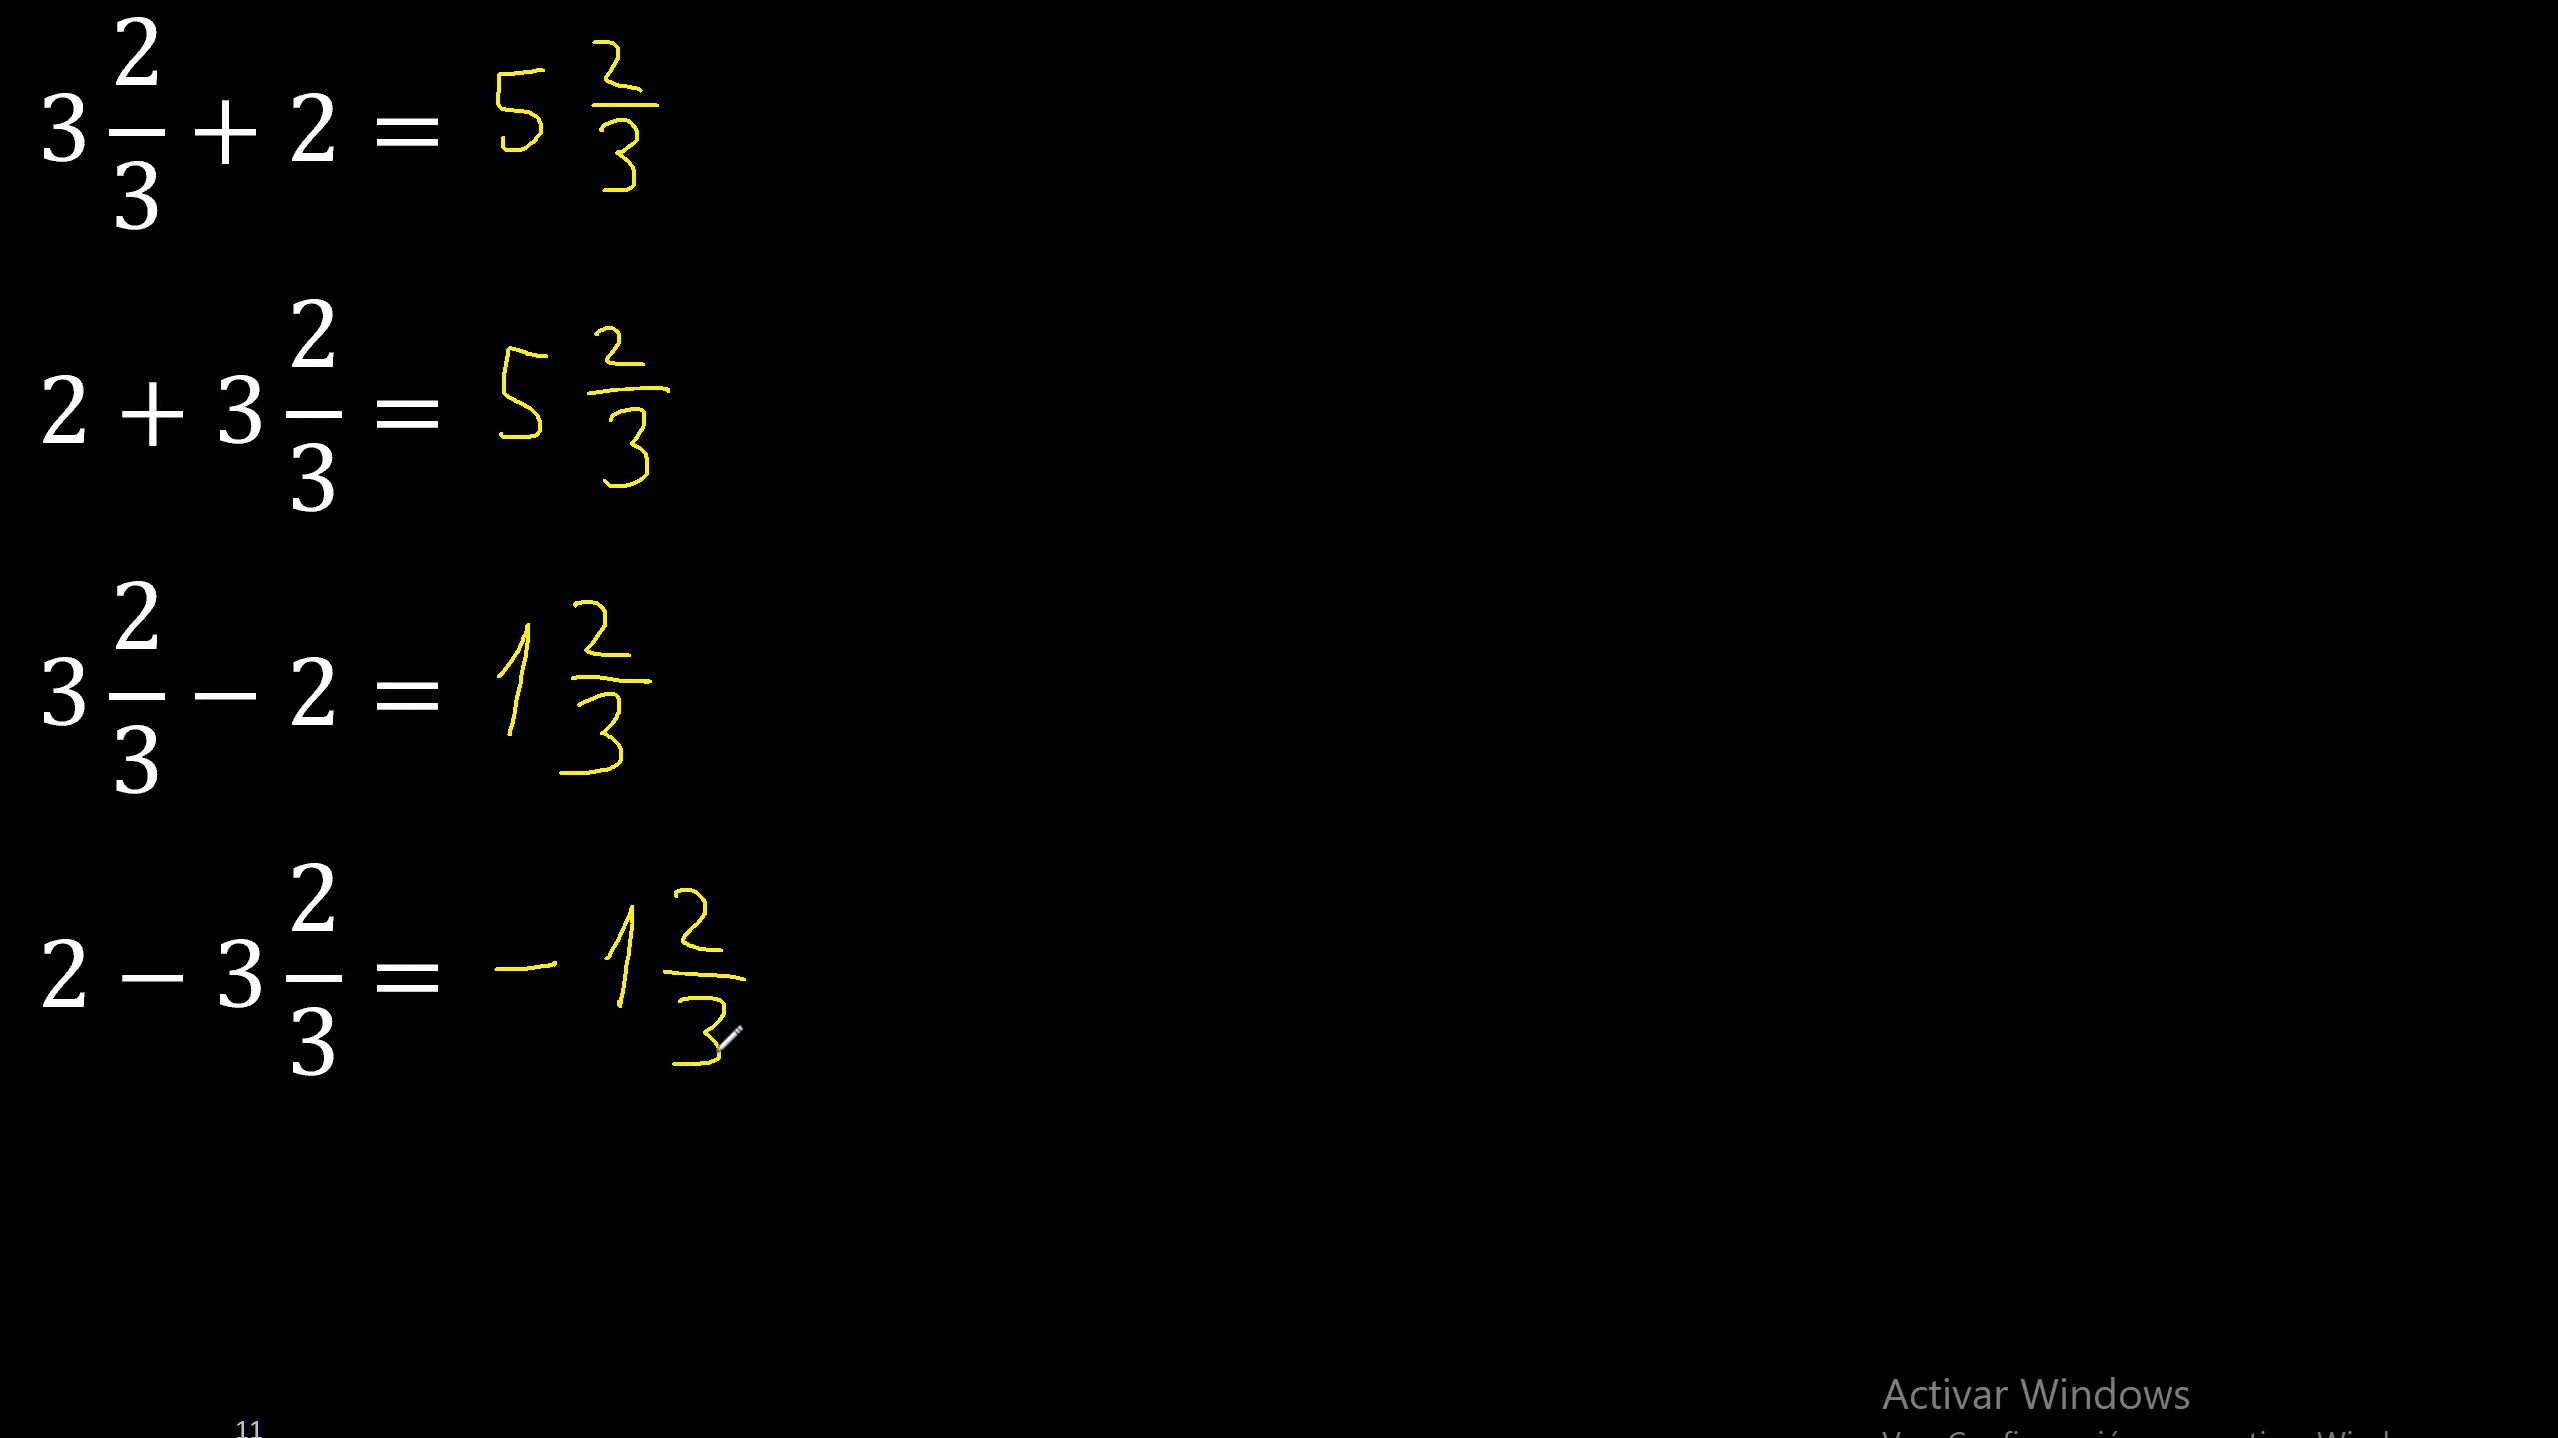 3 2/3 + 2 = 5 2/3
2 + 3 2/3 = 5 2/3
3 2/3 − 2 = 1 2/3
2 − 3 2/3 = − 1 2/3
Activar Windows
11